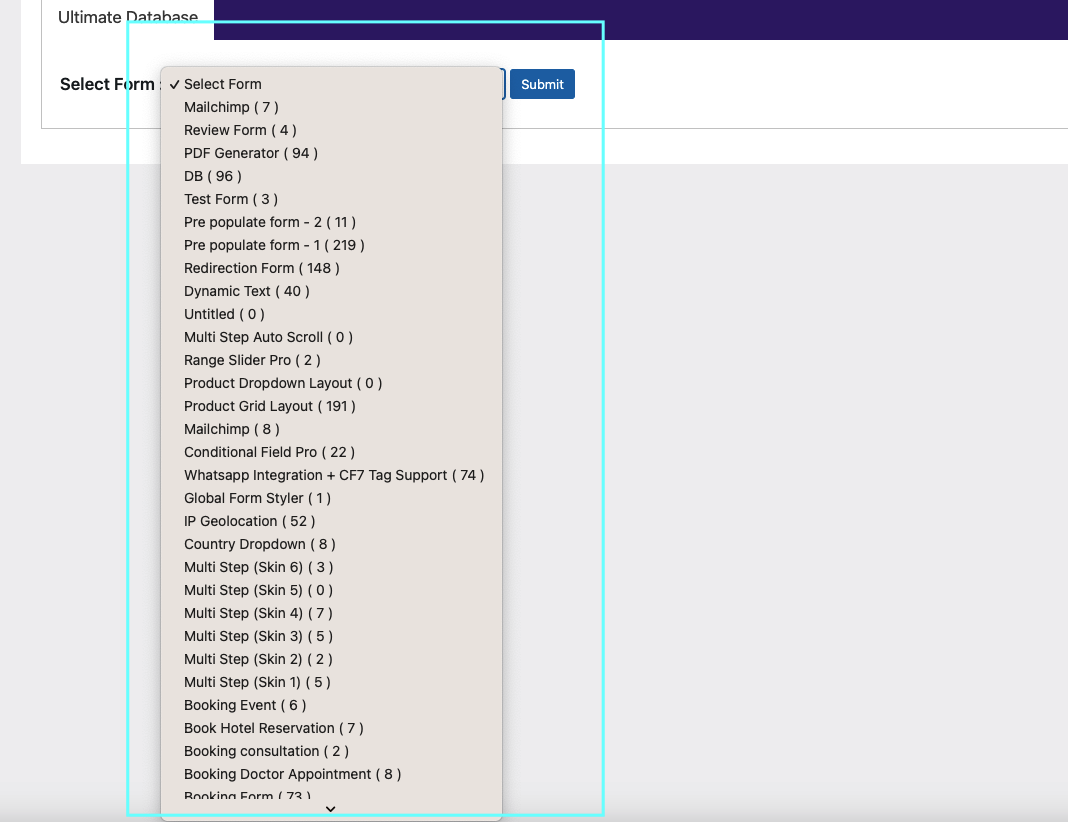 Ultimate Database
Select Form :
✓ Select Form
Submit
Mailchimp ( 7 )
Review Form ( 4 )
PDF Generator ( 94 )
DB ( 96 )
Test Form ( 3 )
Pre populate form - 2 ( 11 )
Pre populate form - 1 ( 219 )
Redirection Form ( 148 )
Dynamic Text ( 40 )
Untitled ( 0 )
Multi Step Auto Scroll ( 0 )
Range Slider Pro ( 2 )
Product Dropdown Layout ( 0 )
Product Grid Layout ( 191 )
Mailchimp ( 8 )
Conditional Field Pro ( 22 )
Whatsapp Integration + CF7 Tag Support ( 74 )
Global Form Styler ( 1 )
IP Geolocation ( 52 )
Country Dropdown ( 8 )
Multi Step (Skin 6) ( 3 )
Multi Step (Skin 5) ( 0 )
Multi Step (Skin 4) ( 7 )
Multi Step (Skin 3) ( 5 )
Multi Step (Skin 2) ( 2 )
Multi Step (Skin 1) ( 5 )
Booking Event ( 6 )
Book Hotel Reservation ( 7 )
Booking consultation ( 2 )
Booking Doctor Appointment ( 8 )
Booking Form ( 73 )